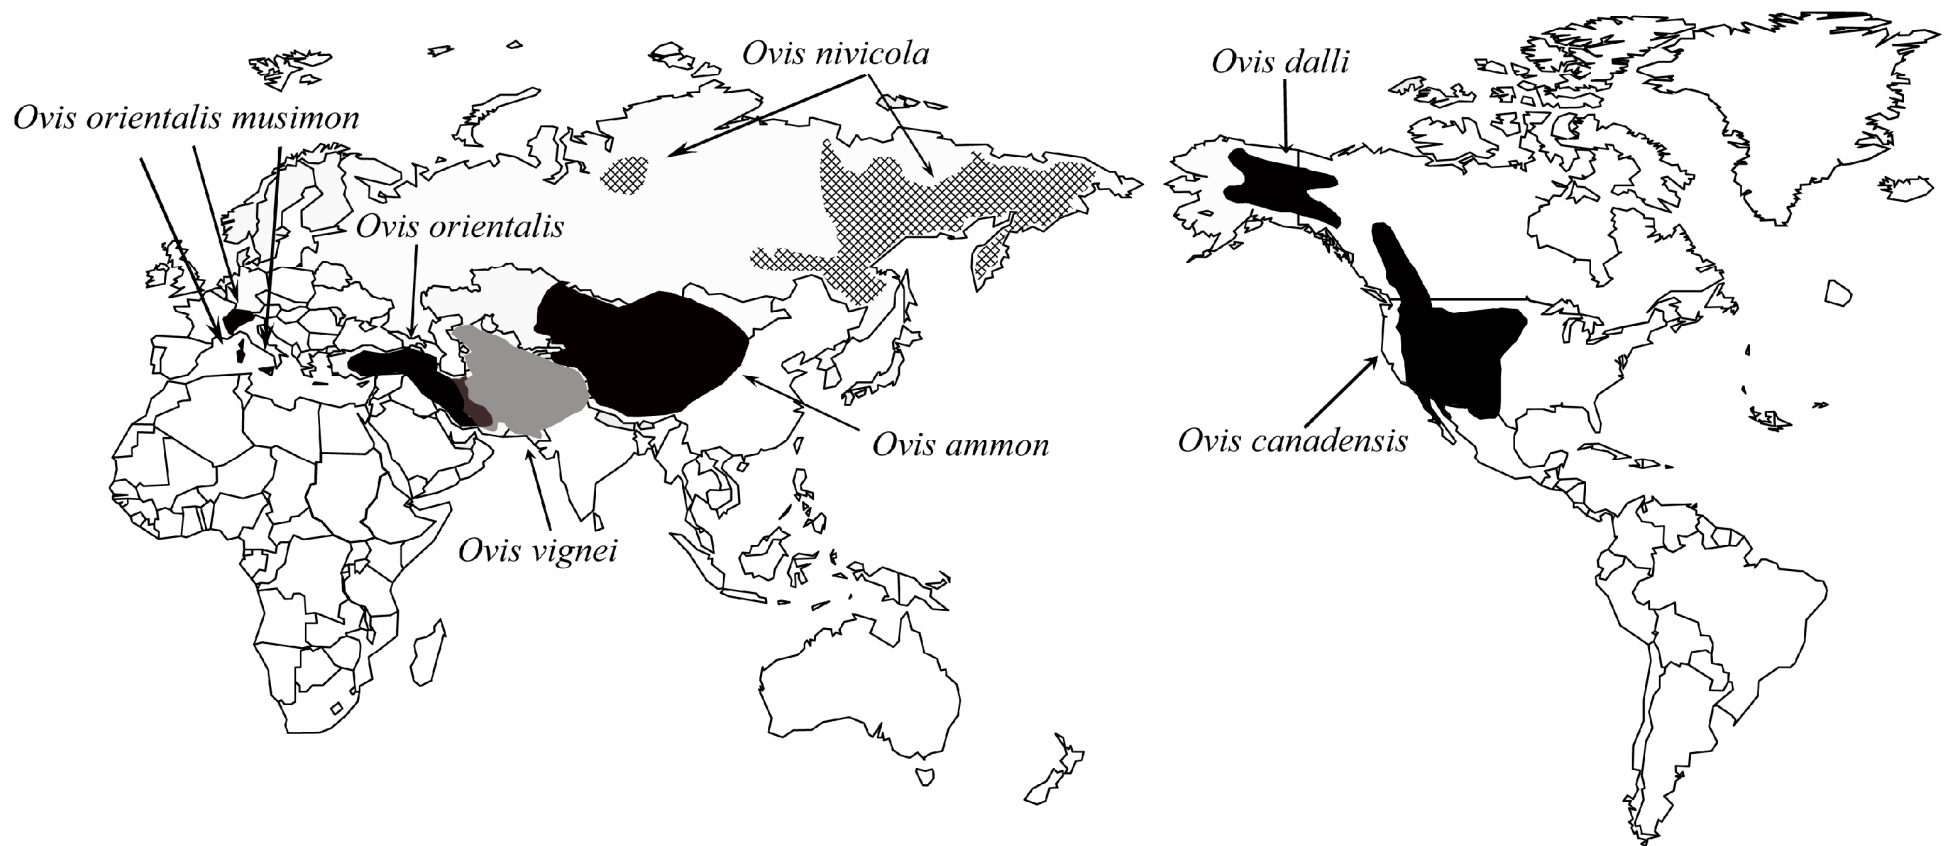 Ovis nivicola
Ovis dalli
Ovis orientalis musimon
Ovis orientalis
Ovis ammon
Ovis canadensis
Ovis vignei